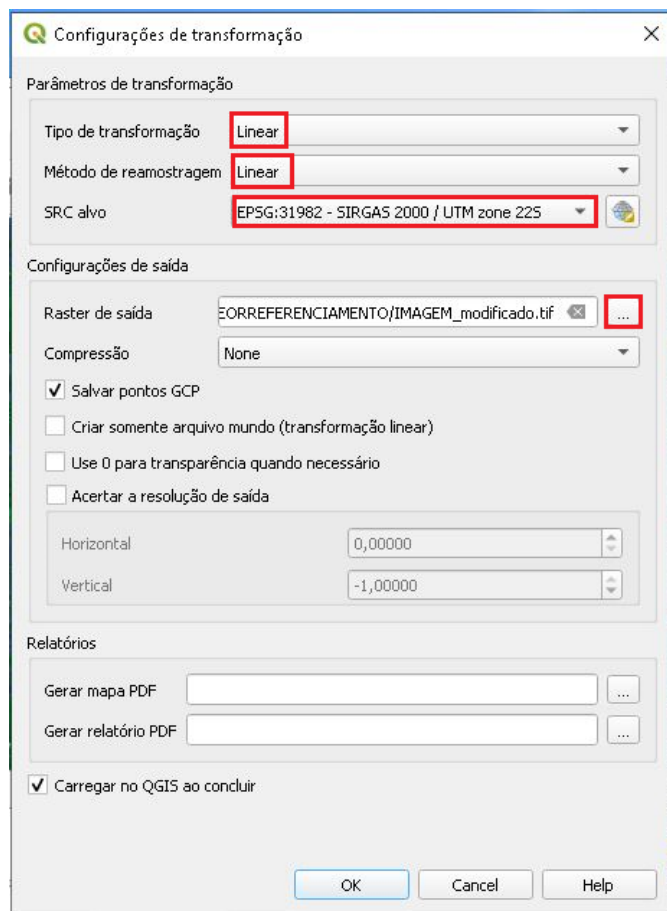 Configurações de transformação
Parâmetros de transformação
Tipo de transformação Linear
Método de reamostragem Linear
SRC alvo EPSG:31982 - SIRGAS 2000 / UTM zone 22S
Configurações de saída
Raster de saída EORREFERENCIAMENTO/IMAGEM_modificado.tif ...
Compressão None
Salvar pontos GCP
Criar somente arquivo mundo (transformação linear)
Use 0 para transparência quando necessário
Acertar a resolução de saída
Horizontal 0,00000
Vertical -1,00000
Relatórios
Gerar mapa PDF ...
Gerar relatório PDF ...
Carregar no QGIS ao concluir
OK Cancel Help